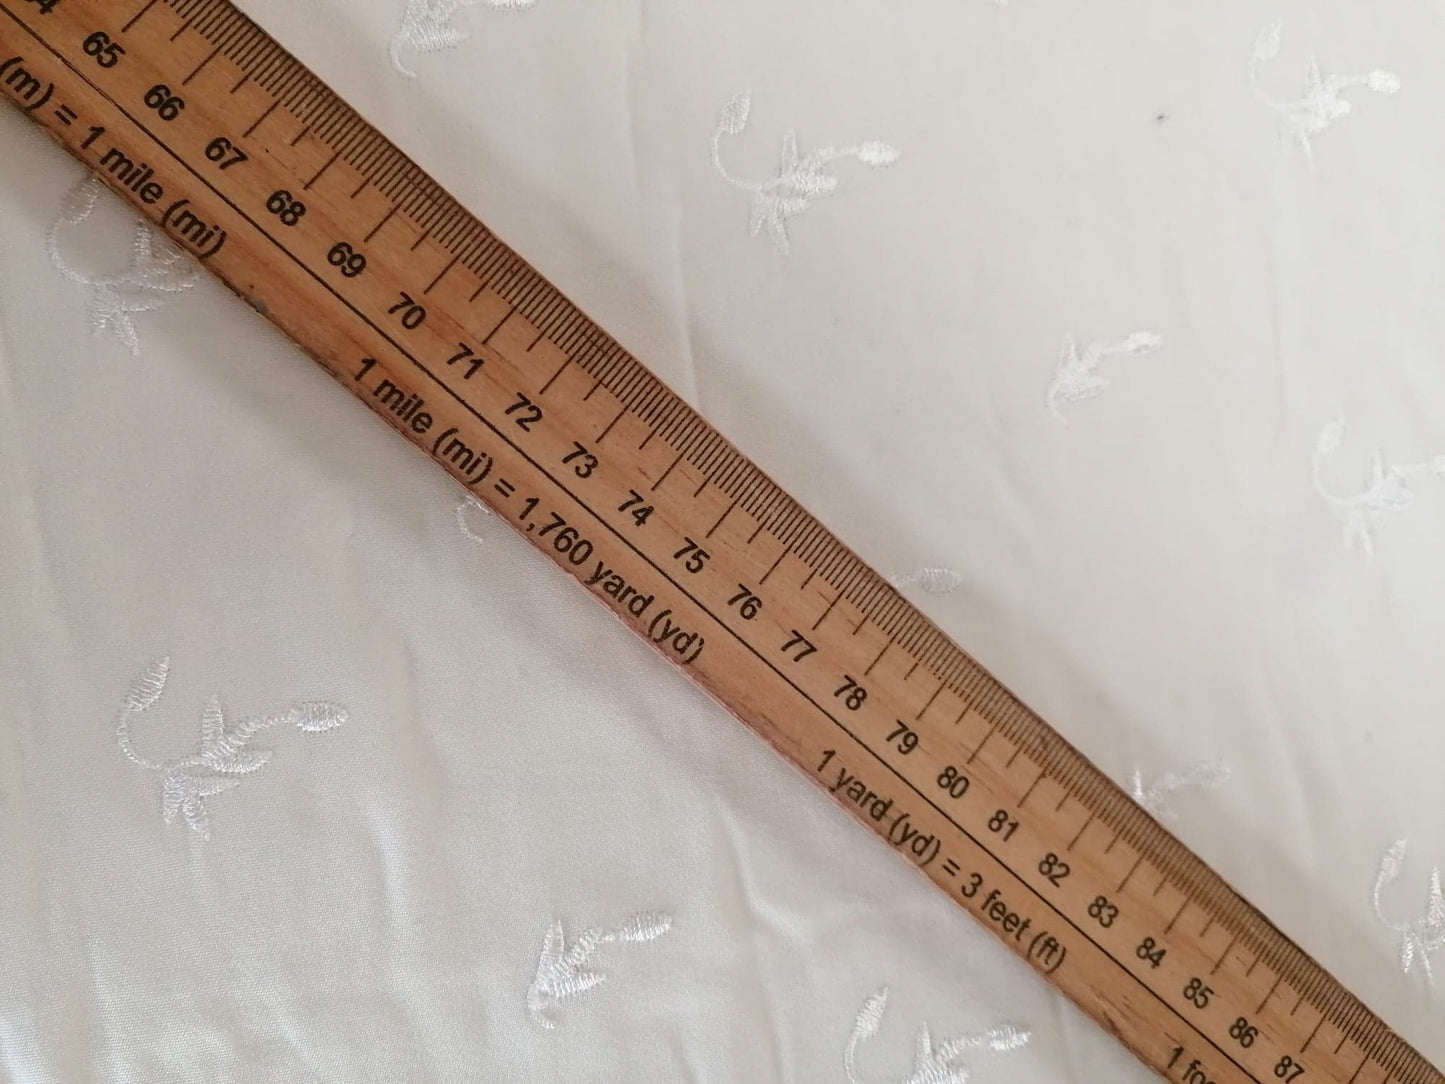 65 66 67 68 69 70 71 72 73 74 75 76 77 78 79 80 81 82 83 84 85 86 87
(m) = 1 mile (mi)
1 mile (mi) = 1,760 yard (yd)
1 yard (yd) = 3 feet (ft)
1